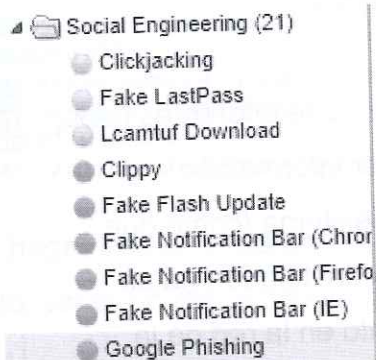 Social Engineering (21)
Clickjacking
Fake LastPass
Lcamtuf Download
Clippy
Fake Flash Update
Fake Notification Bar (Chror
Fake Notification Bar (Firefo
Fake Notification Bar (IE)
Google Phishing